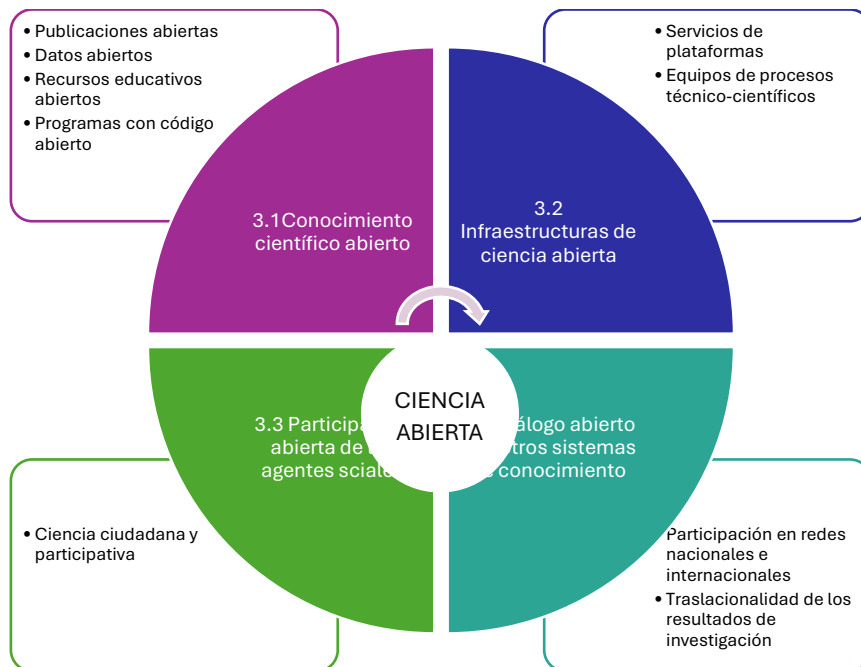 • Publicaciones abiertas
• Datos abiertos
• Recursos educativos
abiertos
• Programas con código
abierto
• Servicios de
plataformas
• Equipos de procesos
técnico-científicos
3.1Conocimiento
científico abierto
3.2
Infraestructuras de
ciencia abierta
3.3 Particip
abierta de
agentes sciale
álogo abierto
tros sistemas
conocimiento
CIENCIA
ABIERTA
• Ciencia ciudadana y
participativa
Participación en redes
nacionales e
internacionales
• Traslacionalidad de los
resultados de
investigación